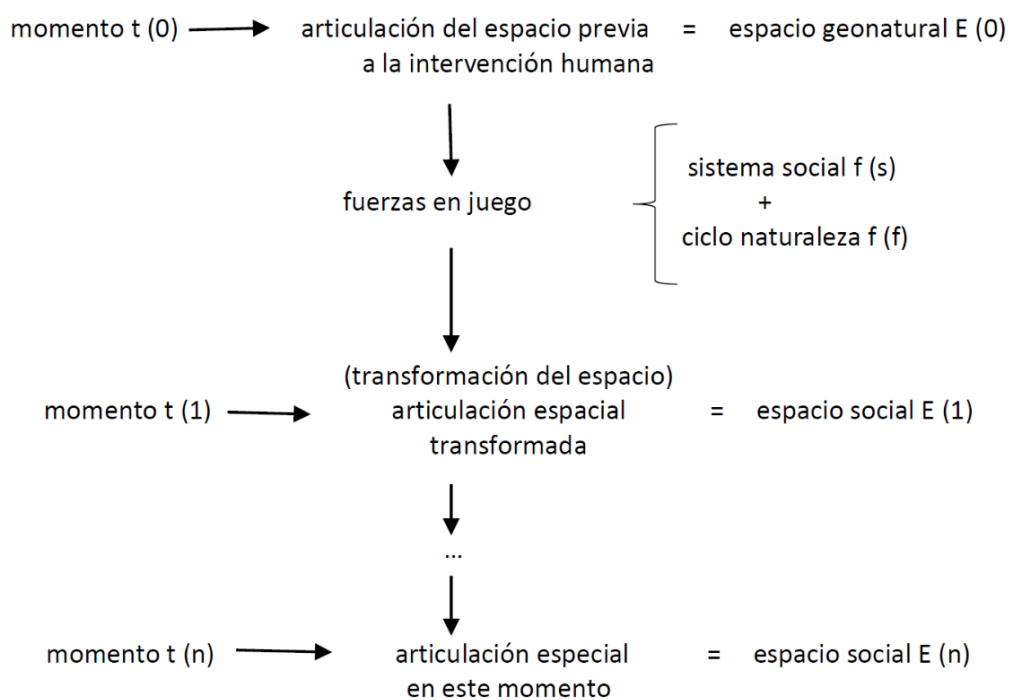 momento t (0) articulación del espacio previa = espacio geonatural E (0)
a la intervención humana
sistema social f (s)
fuerzas en juego +
ciclo naturaleza f (f)
(transformación del espacio)
momento t (1) articulación espacial = espacio social E (1)
transformada
...
momento t (n) articulación especial = espacio social E (n)
en este momento